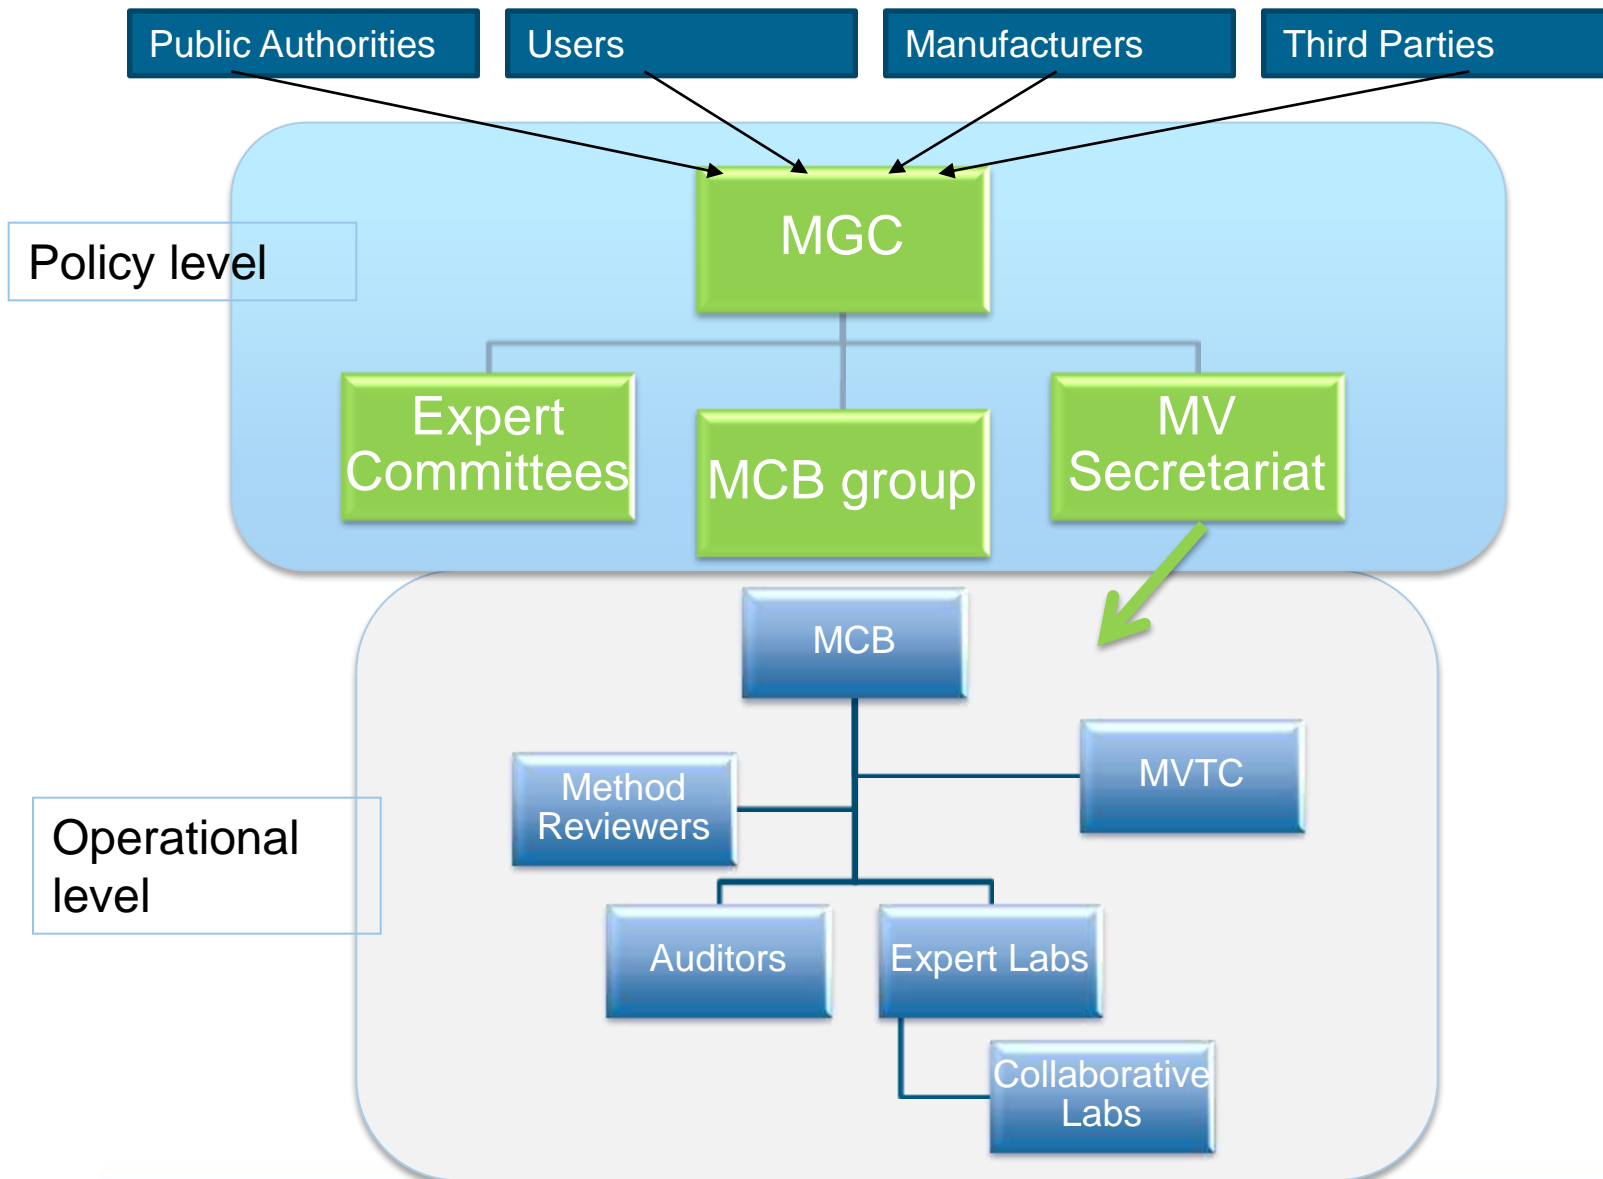 Public Authorities
Users
Manufacturers
Third Parties
MGC
Policy level
Expert
Committees
MCB group
MV
Secretariat
MCB
MVTC
Method
Reviewers
Operational
level
Auditors
Expert Labs
Collaborative
Labs